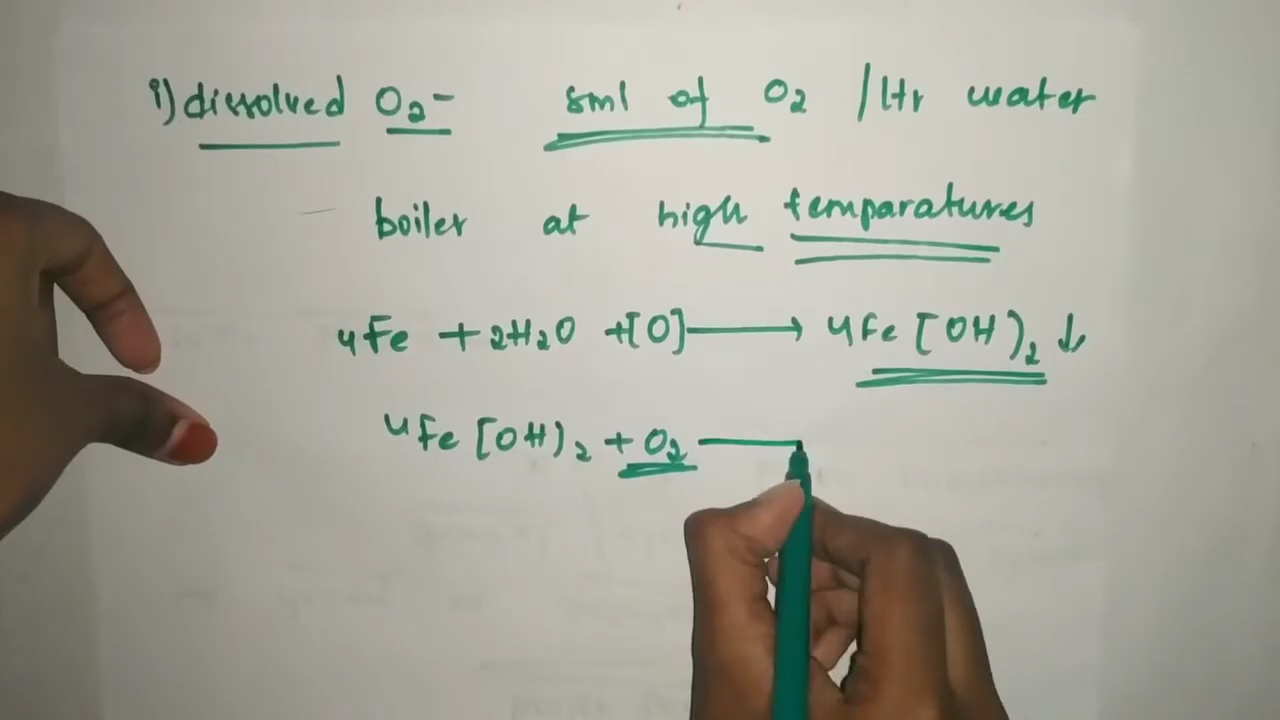 i) dissolved O₂ - 8ml of O₂ / ltr water
boiler at high temparatures
4Fe + 2H₂O + [O] → 4Fe [OH)₂ ↓
4Fe [OH)₂ + O₂ —